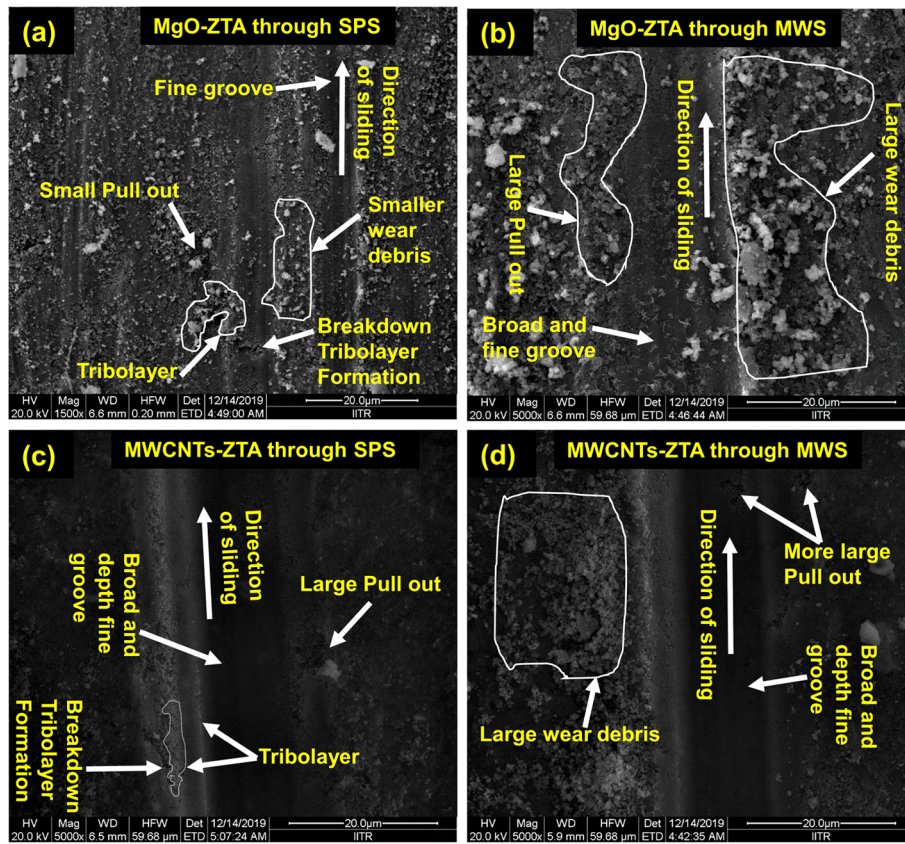 (a)
MgO-ZTA through SPS
Fine groove
Direction
of sliding
Small Pull out
Smaller
wear
debris
Tribolayer
Breakdown
Tribolayer
Formation
HV Mag WD HFW Det 12/14/2019 20.0µm
20.0 kV 1500x 6.6 mm 0.20 mm ETD 4:49:00 AM IITR
(b)
MgO-ZTA through MWS
Large Pull out
Direction of sliding
Large wear
debris
Broad and
fine groove
HV Mag WD HFW Det 12/14/2019 20.0µm
20.0 kV 5000x 6.6 mm 59.68 µm ETD 4:46:44 AM IITR
(c)
MWCNTs-ZTA through SPS
Direction
of sliding
Broad and
depth fine
groove
Large Pull out
Breakdown
Tribolayer
Formation
Tribolayer
HV Mag WD HFW Det 12/14/2019 20.0µm
20.0 kV 5000x 6.5 mm 59.68 µm ETD 5:07:24 AM IITR
(d)
MWCNTs-ZTA through MWS
Direction of sliding
More large
Pull out
Broad and
depth fine
groove
Large wear debris
HV Mag WD HFW Det 12/14/2019 20.0µm
20.0 kV 5000x 5.9 mm 59.68 µm ETD 4:42:35 AM IITR